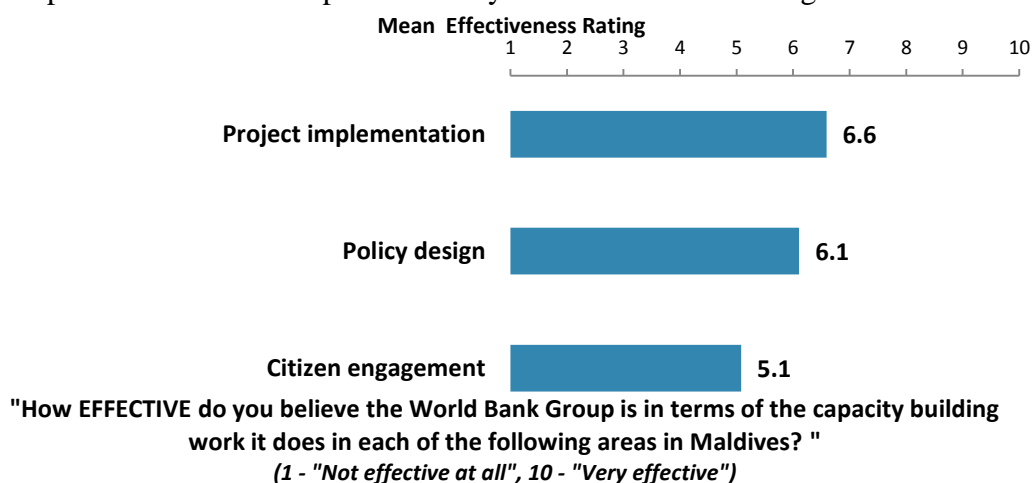 Mean Effectiveness Rating
1 2 3 4 5 6 7 8 9 10
Project implementation 6.6
Policy design 6.1
Citizen engagement 5.1
"How EFFECTIVE do you believe the World Bank Group is in terms of the capacity building
work it does in each of the following areas in Maldives? "
(1 - "Not effective at all", 10 - "Very effective")